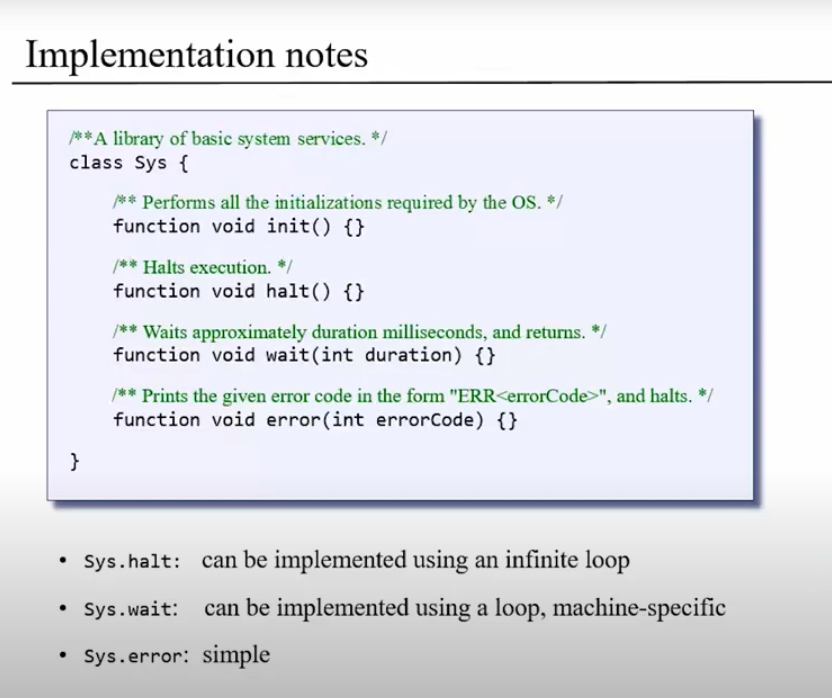 Implementation notes
/**A library of basic system services. */
class Sys {
/** Performs all the initializations required by the OS. */
function void init() {}
/** Halts execution. */
function void halt() {}
/** Waits approximately duration milliseconds, and returns. */
function void wait(int duration) {}
/** Prints the given error code in the form "ERR<errorCode>", and halts. */
function void error(int errorCode) {}
}
• Sys.halt: can be implemented using an infinite loop
• Sys.wait: can be implemented using a loop, machine-specific
• Sys.error: simple